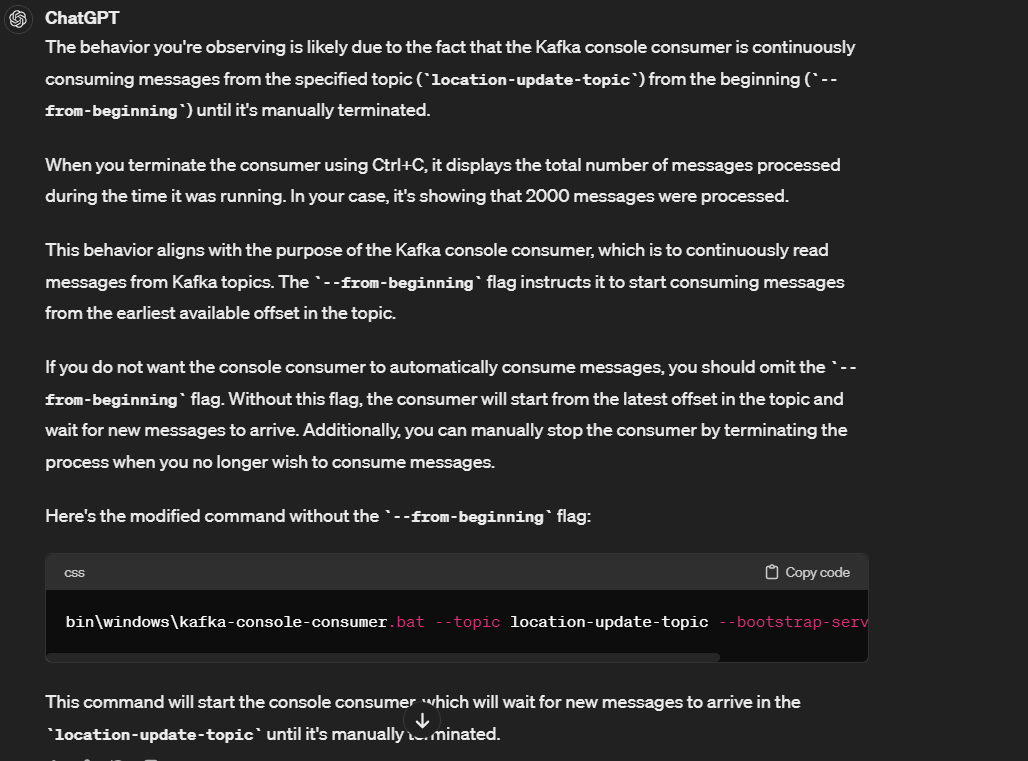 ChatGPT
The behavior you're observing is likely due to the fact that the Kafka console consumer is continuously
consuming messages from the specified topic (`location-update-topic`) from the beginning (`--
from-beginning`) until it's manually terminated.
When you terminate the consumer using Ctrl+C, it displays the total number of messages processed
during the time it was running. In your case, it's showing that 2000 messages were processed.
This behavior aligns with the purpose of the Kafka console consumer, which is to continuously read
messages from Kafka topics. The `--from-beginning` flag instructs it to start consuming messages
from the earliest available offset in the topic.
If you do not want the console consumer to automatically consume messages, you should omit the `--
from-beginning` flag. Without this flag, the consumer will start from the latest offset in the topic and
wait for new messages to arrive. Additionally, you can manually stop the consumer by terminating the
process when you no longer wish to consume messages.
Here's the modified command without the `--from-beginning` flag:
css Copy code
bin\windows\kafka-console-consumer.bat --topic location-update-topic --bootstrap-serv
This command will start the console consumer, which will wait for new messages to arrive in the
`location-update-topic` until it's manually terminated.